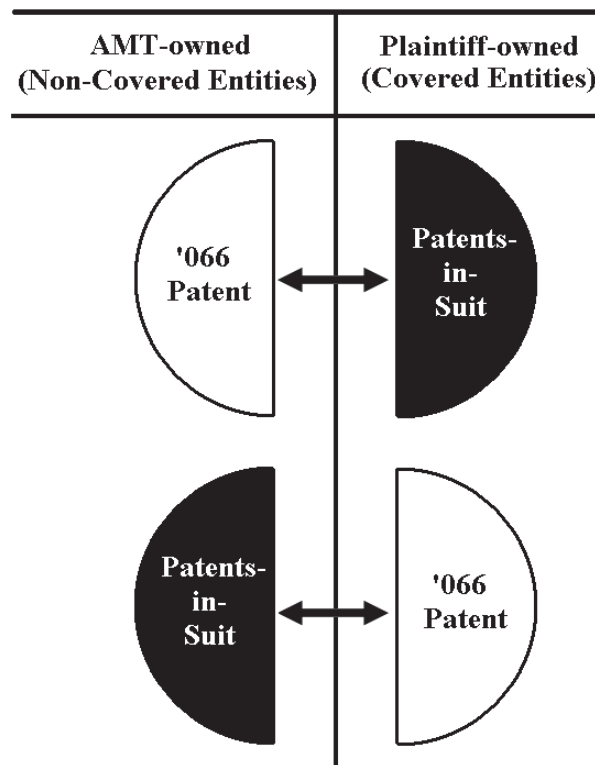 AMT-owned
(Non-Covered Entities)
Plaintiff-owned
(Covered Entities)
'066
Patent
Patents-
in-
Suit
Patents-
in-
Suit
'066
Patent